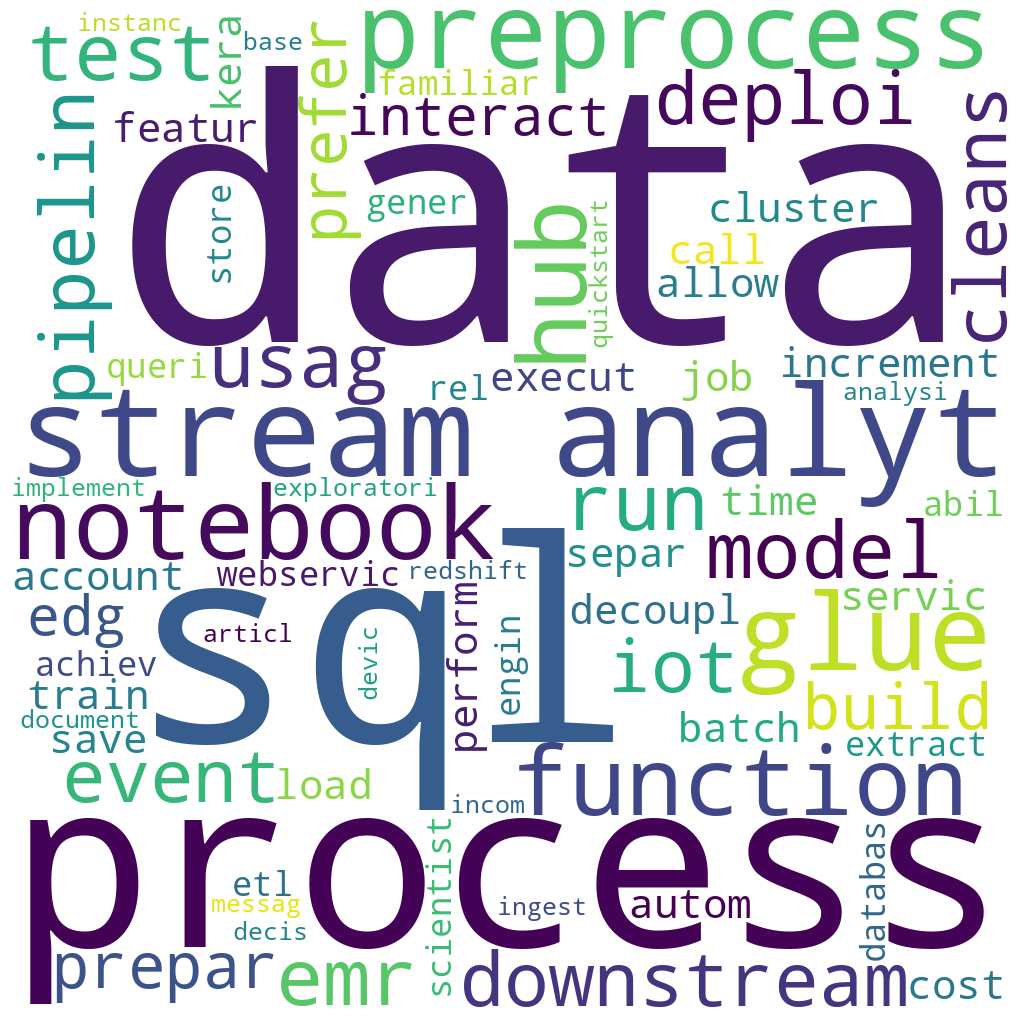 instanc
test
kera
base
prefer
preprocess
familiar
interact
deploi
featur
pipelin
data
cleans
store
gener
hub
quickstart
cluster
call
allow
queri
usag
rel
execut
job
increment
analysi
stream analyt
implement
exploratori
notebook
run
time
abil
account
webservic
redshift
separ
model
edg
articl
sql
devic
perform
engin
decoupl
servic
glue
achiev
train
document
save
iot
batch
build
extract
event
load
incom
function
process
etl
messag
decis
scientist
ingest
autom
databas
prepar
emr
downstream
cost